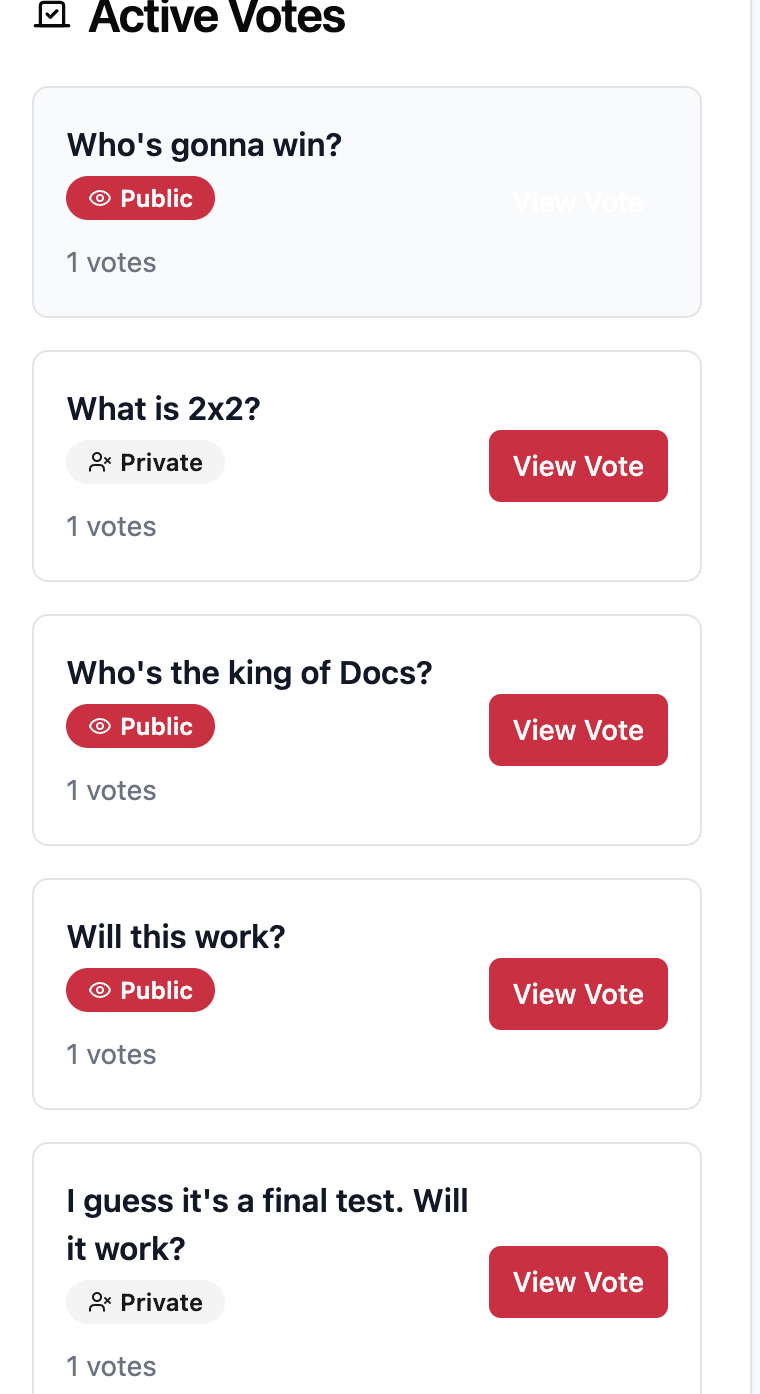 Active Votes
Who's gonna win?
Public
View Vote
1 votes
What is 2x2?
Private
View Vote
1 votes
Who's the king of Docs?
Public
View Vote
1 votes
Will this work?
Public
View Vote
1 votes
I guess it's a final test. Will
it work?
View Vote
Private
1 votes